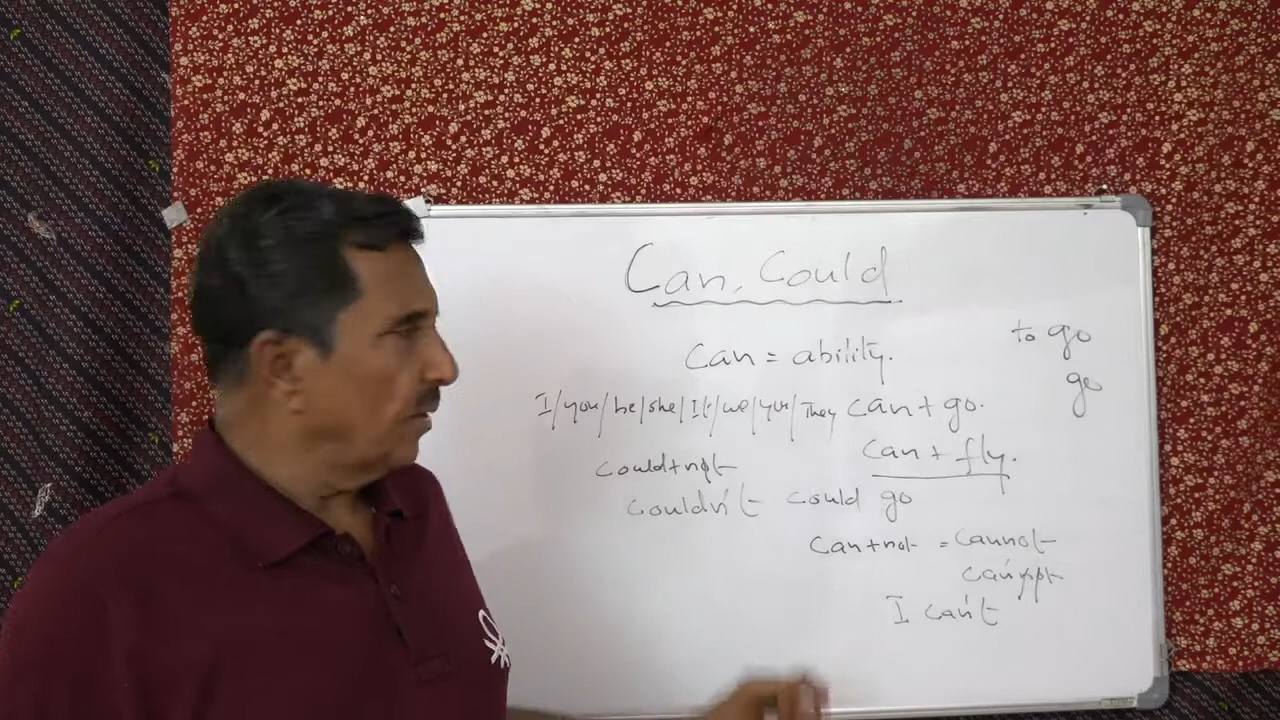 Can, Could
can = ability.
to go
go
I/you/he/she/It/we/you/They can + go.
can + fly.
could+not
couldn't could go
can+not = cannot
can't
I can't